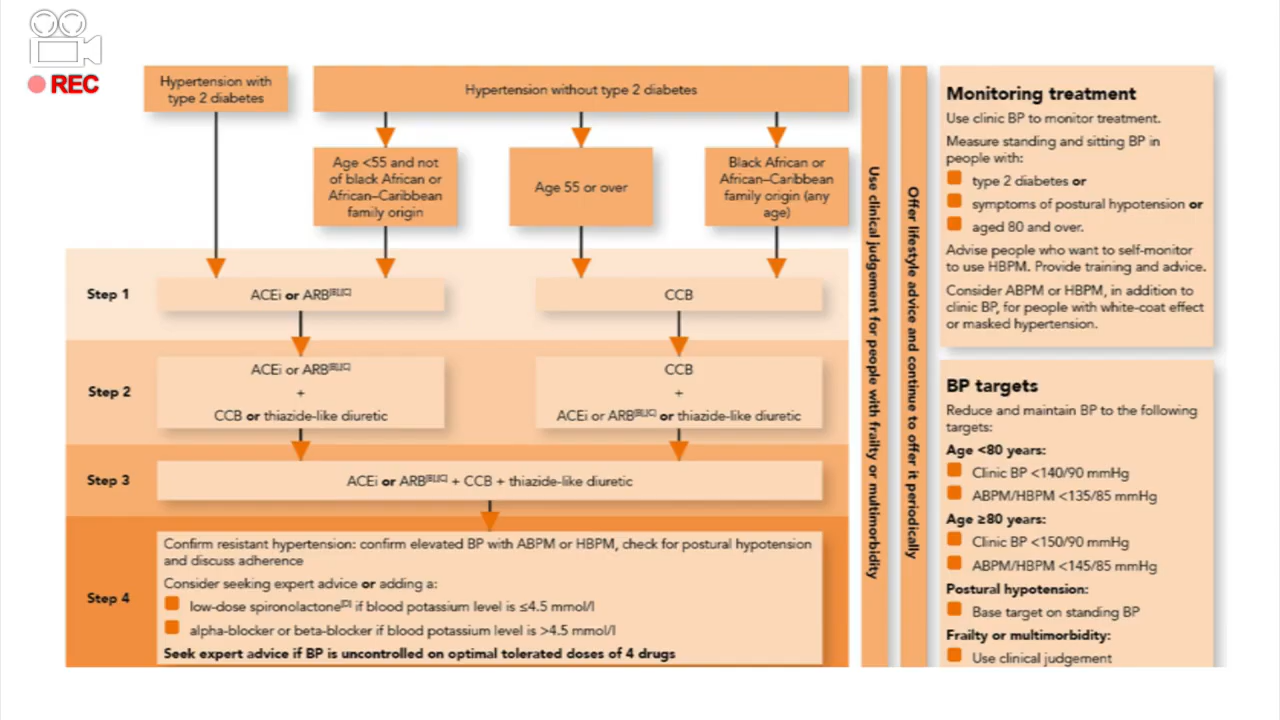 REC
Hypertension with
type 2 diabetes
Hypertension without type 2 diabetes
Age <55 and not
of black African or
African–Caribbean
family origin
Age 55 or over
Black African or
African–Caribbean
family origin (any
age)
Step 1
ACEi or ARB[B],[C]
CCB
Step 2
ACEi or ARB[B],[C]
+
CCB or thiazide-like diuretic
CCB
+
ACEi or ARB[B],[C] or thiazide-like diuretic
Step 3
ACEi or ARB[B],[C] + CCB + thiazide-like diuretic
Step 4
Confirm resistant hypertension: confirm elevated BP with ABPM or HBPM, check for postural hypotension
and discuss adherence
Consider seeking expert advice or adding a:
low-dose spironolactone[D] if blood potassium level is ≤4.5 mmol/l
alpha-blocker or beta-blocker if blood potassium level is >4.5 mmol/l
Seek expert advice if BP is uncontrolled on optimal tolerated doses of 4 drugs
Use clinical judgement for people with frailty or multimorbidity
Offer lifestyle advice and continue to offer it periodically
Monitoring treatment
Use clinic BP to monitor treatment.
Measure standing and sitting BP in
people with:
type 2 diabetes or
symptoms of postural hypotension or
aged 80 and over.
Advise people who want to self-monitor
to use HBPM. Provide training and advice.
Consider ABPM or HBPM, in addition to
clinic BP, for people with white-coat effect
or masked hypertension.
BP targets
Reduce and maintain BP to the following
targets:
Age <80 years:
Clinic BP <140/90 mmHg
ABPM/HBPM <135/85 mmHg
Age ≥80 years:
Clinic BP <150/90 mmHg
ABPM/HBPM <145/85 mmHg
Postural hypotension:
Base target on standing BP
Frailty or multimorbidity:
Use clinical judgement